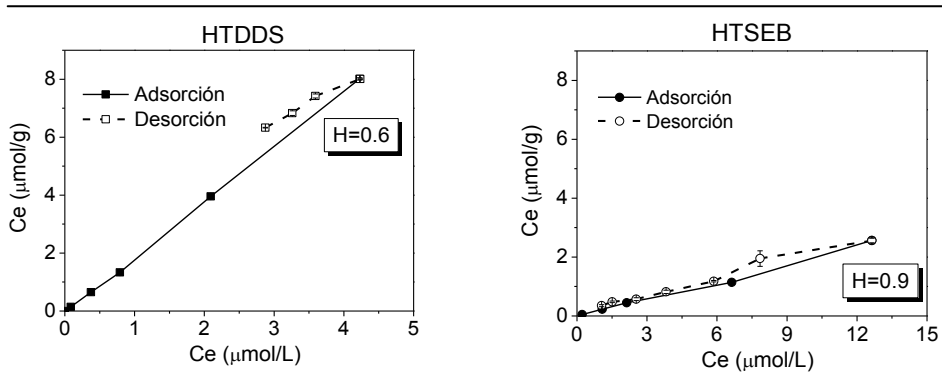 HTDDS
8
6
4
2
0
Adsorción
Desorción
H=0.6
Ce (μmol/g)
0 1 2 3 4 5
Ce (μmol/L)
HTSEB
8
6
4
2
0
Adsorción
Desorción
H=0.9
Ce (μmol/g)
0 3 6 9 12 15
Ce (μmol/L)